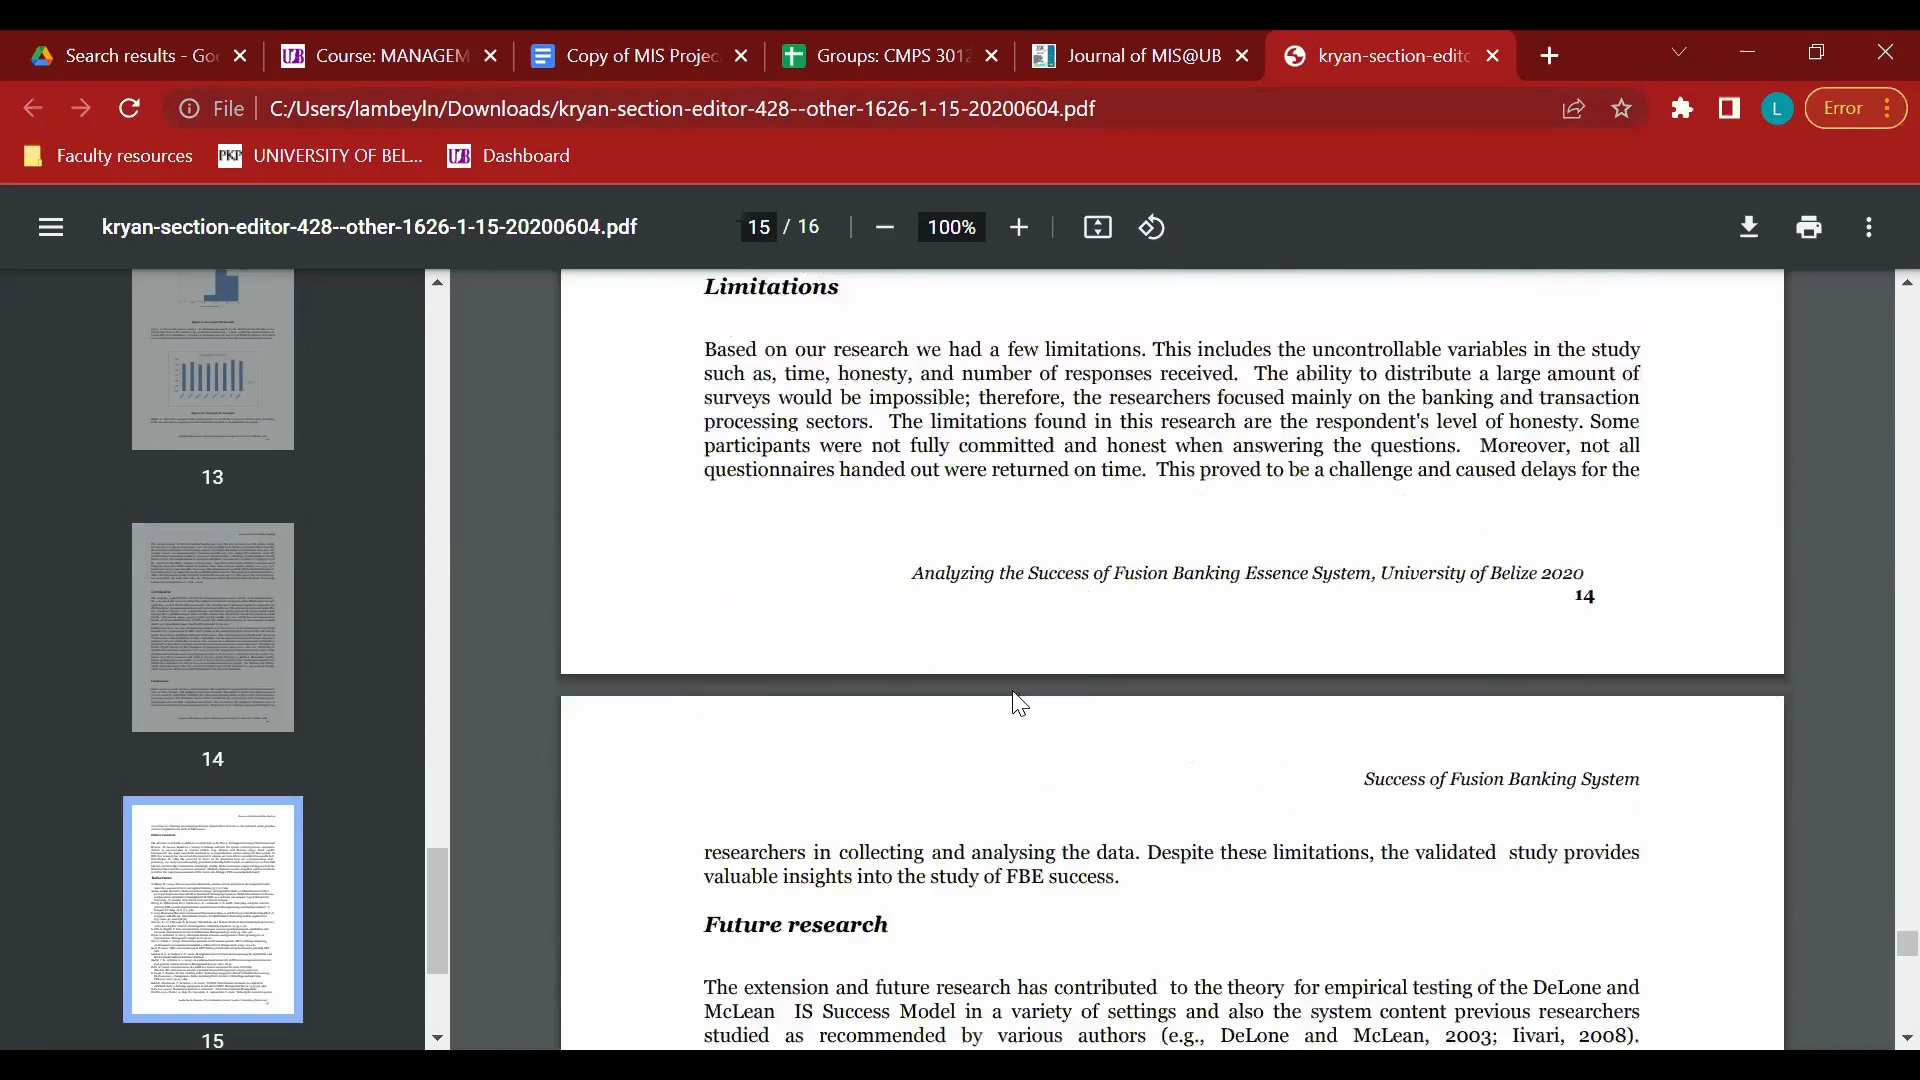 Search results - Goo
Course: MANAGEM
Copy of MIS Projec
Groups: CMPS 3012
Journal of MIS@UB
kryan-section-edito
File
C:/Users/lambeyln/Downloads/kryan-section-editor-428--other-1626-1-15-20200604.pdf
L
Error
Faculty resources
PKP
UNIVERSITY OF BEL...
UB
Dashboard
kryan-section-editor-428--other-1626-1-15-20200604.pdf
15 / 16
100%
13
14
15
Limitations
Based on our research we had a few limitations. This includes the uncontrollable variables in the study
such as, time, honesty, and number of responses received. The ability to distribute a large amount of
surveys would be impossible; therefore, the researchers focused mainly on the banking and transaction
processing sectors. The limitations found in this research are the respondent's level of honesty. Some
participants were not fully committed and honest when answering the questions. Moreover, not all
questionnaires handed out were returned on time. This proved to be a challenge and caused delays for the
Analyzing the Success of Fusion Banking Essence System, University of Belize 2020
14
Success of Fusion Banking System
researchers in collecting and analysing the data. Despite these limitations, the validated study provides
valuable insights into the study of FBE success.
Future research
The extension and future research has contributed to the theory for empirical testing of the DeLone and
McLean IS Success Model in a variety of settings and also the system content previous researchers
studied as recommended by various authors (e.g., DeLone and McLean, 2003; Iivari, 2008).